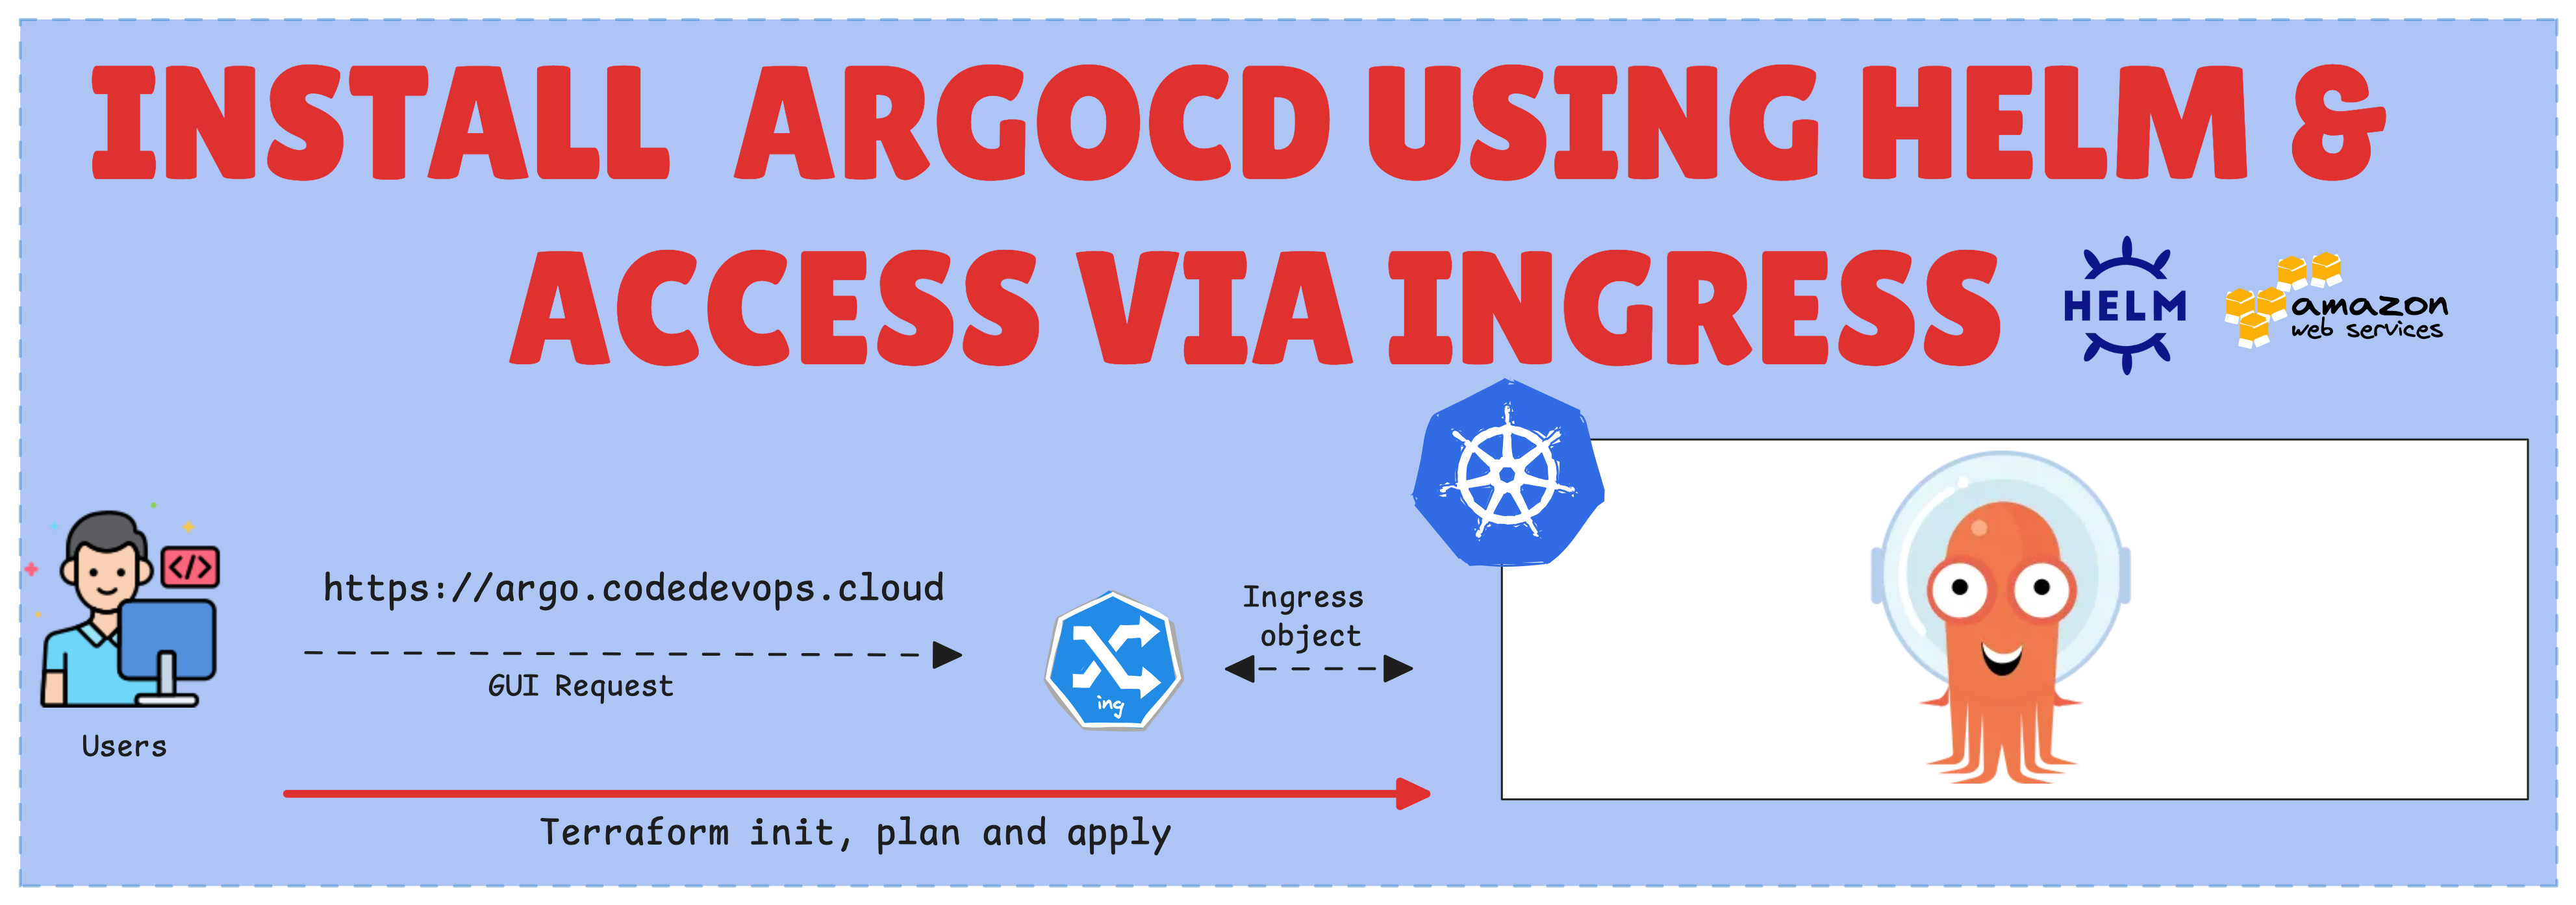 INSTALL ARGOCD USING HELM &
ACCESS VIA INGRESS
HELM
amazon
web services
</>
https://argo.codedevops.cloud
GUI Request
Users
ing
Ingress
object
Terraform init, plan and apply